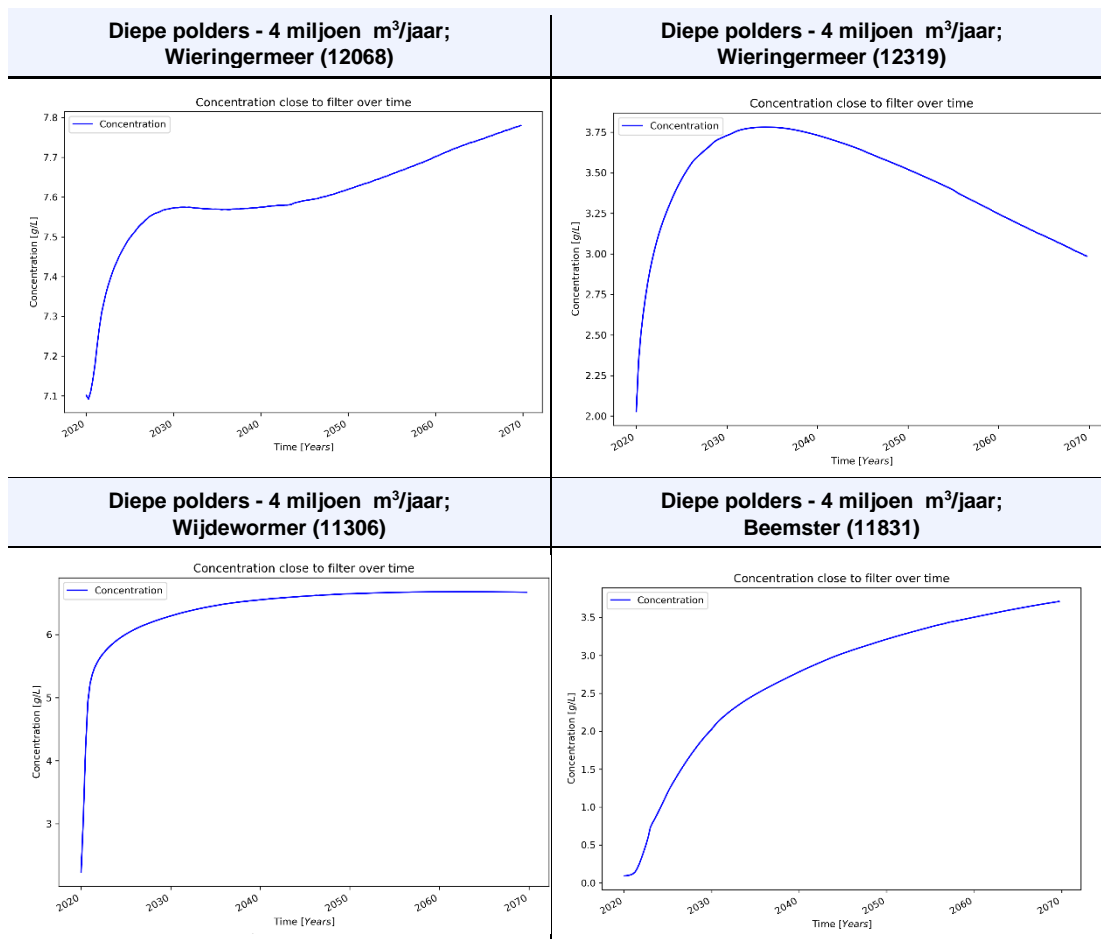 Diepe polders - 4 miljoen m³/jaar;
Wieringermeer (12068)
Diepe polders - 4 miljoen m³/jaar;
Wieringermeer (12319)
Concentration close to filter over time
Concentration
7.8
7.7
7.6
7.5
7.4
7.3
7.2
7.1
Concentration [g/L]
2020
2030
2040
2050
2060
2070
Time [Years]
Concentration close to filter over time
Concentration
3.75
3.50
3.25
3.00
2.75
2.50
2.25
2.00
Concentration [g/L]
2020
2030
2040
2050
2060
2070
Time [Years]
Diepe polders - 4 miljoen m³/jaar;
Wijdewormer (11306)
Diepe polders - 4 miljoen m³/jaar;
Beemster (11831)
Concentration close to filter over time
Concentration
6
5
4
3
Concentration [g/L]
2020
2030
2040
2050
2060
2070
Time [Years]
Concentration close to filter over time
Concentration
3.5
3.0
2.5
2.0
1.5
1.0
0.5
0.0
Concentration [g/L]
2020
2030
2040
2050
2060
2070
Time [Years]